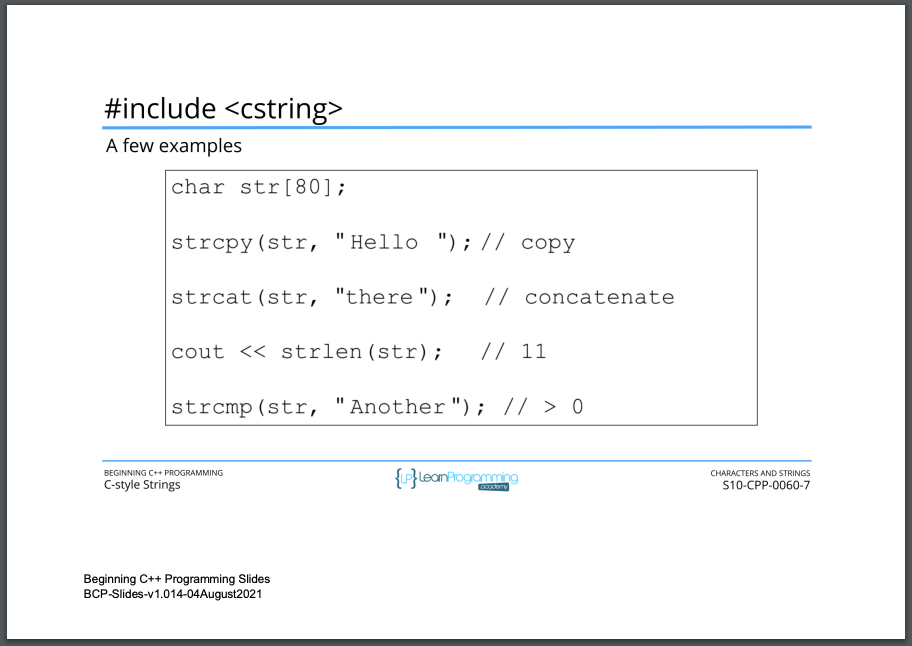 #include <cstring>
A few examples
char str[80];
strcpy(str, "Hello "); // copy
strcat(str, "there");  // concatenate
cout << strlen(str);   // 11
strcmp(str, "Another"); // > 0
BEGINNING C++ PROGRAMMING
C-style Strings
{LP} LearnProgramming
academy
CHARACTERS AND STRINGS
S10-CPP-0060-7
Beginning C++ Programming Slides
BCP-Slides-v1.014-04August2021